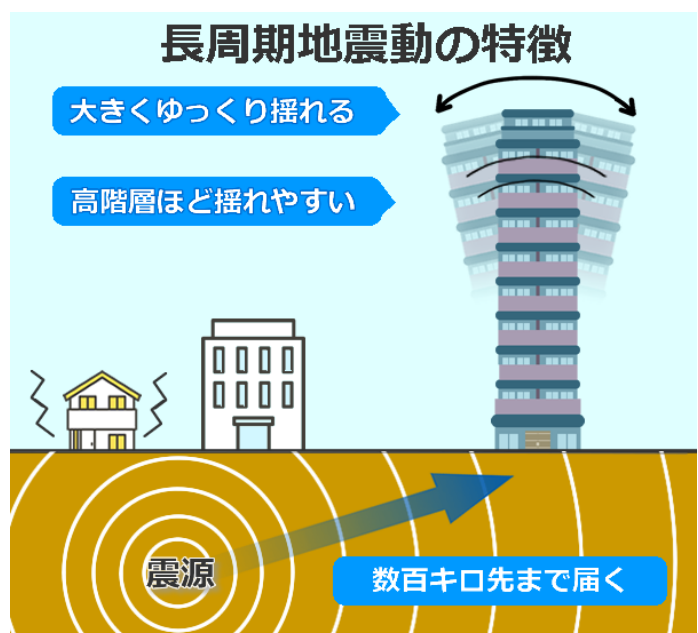 長周期地震動の特徴
大きくゆっくり揺れる
高階層ほど揺れやすい
震源
数百キロ先まで届く